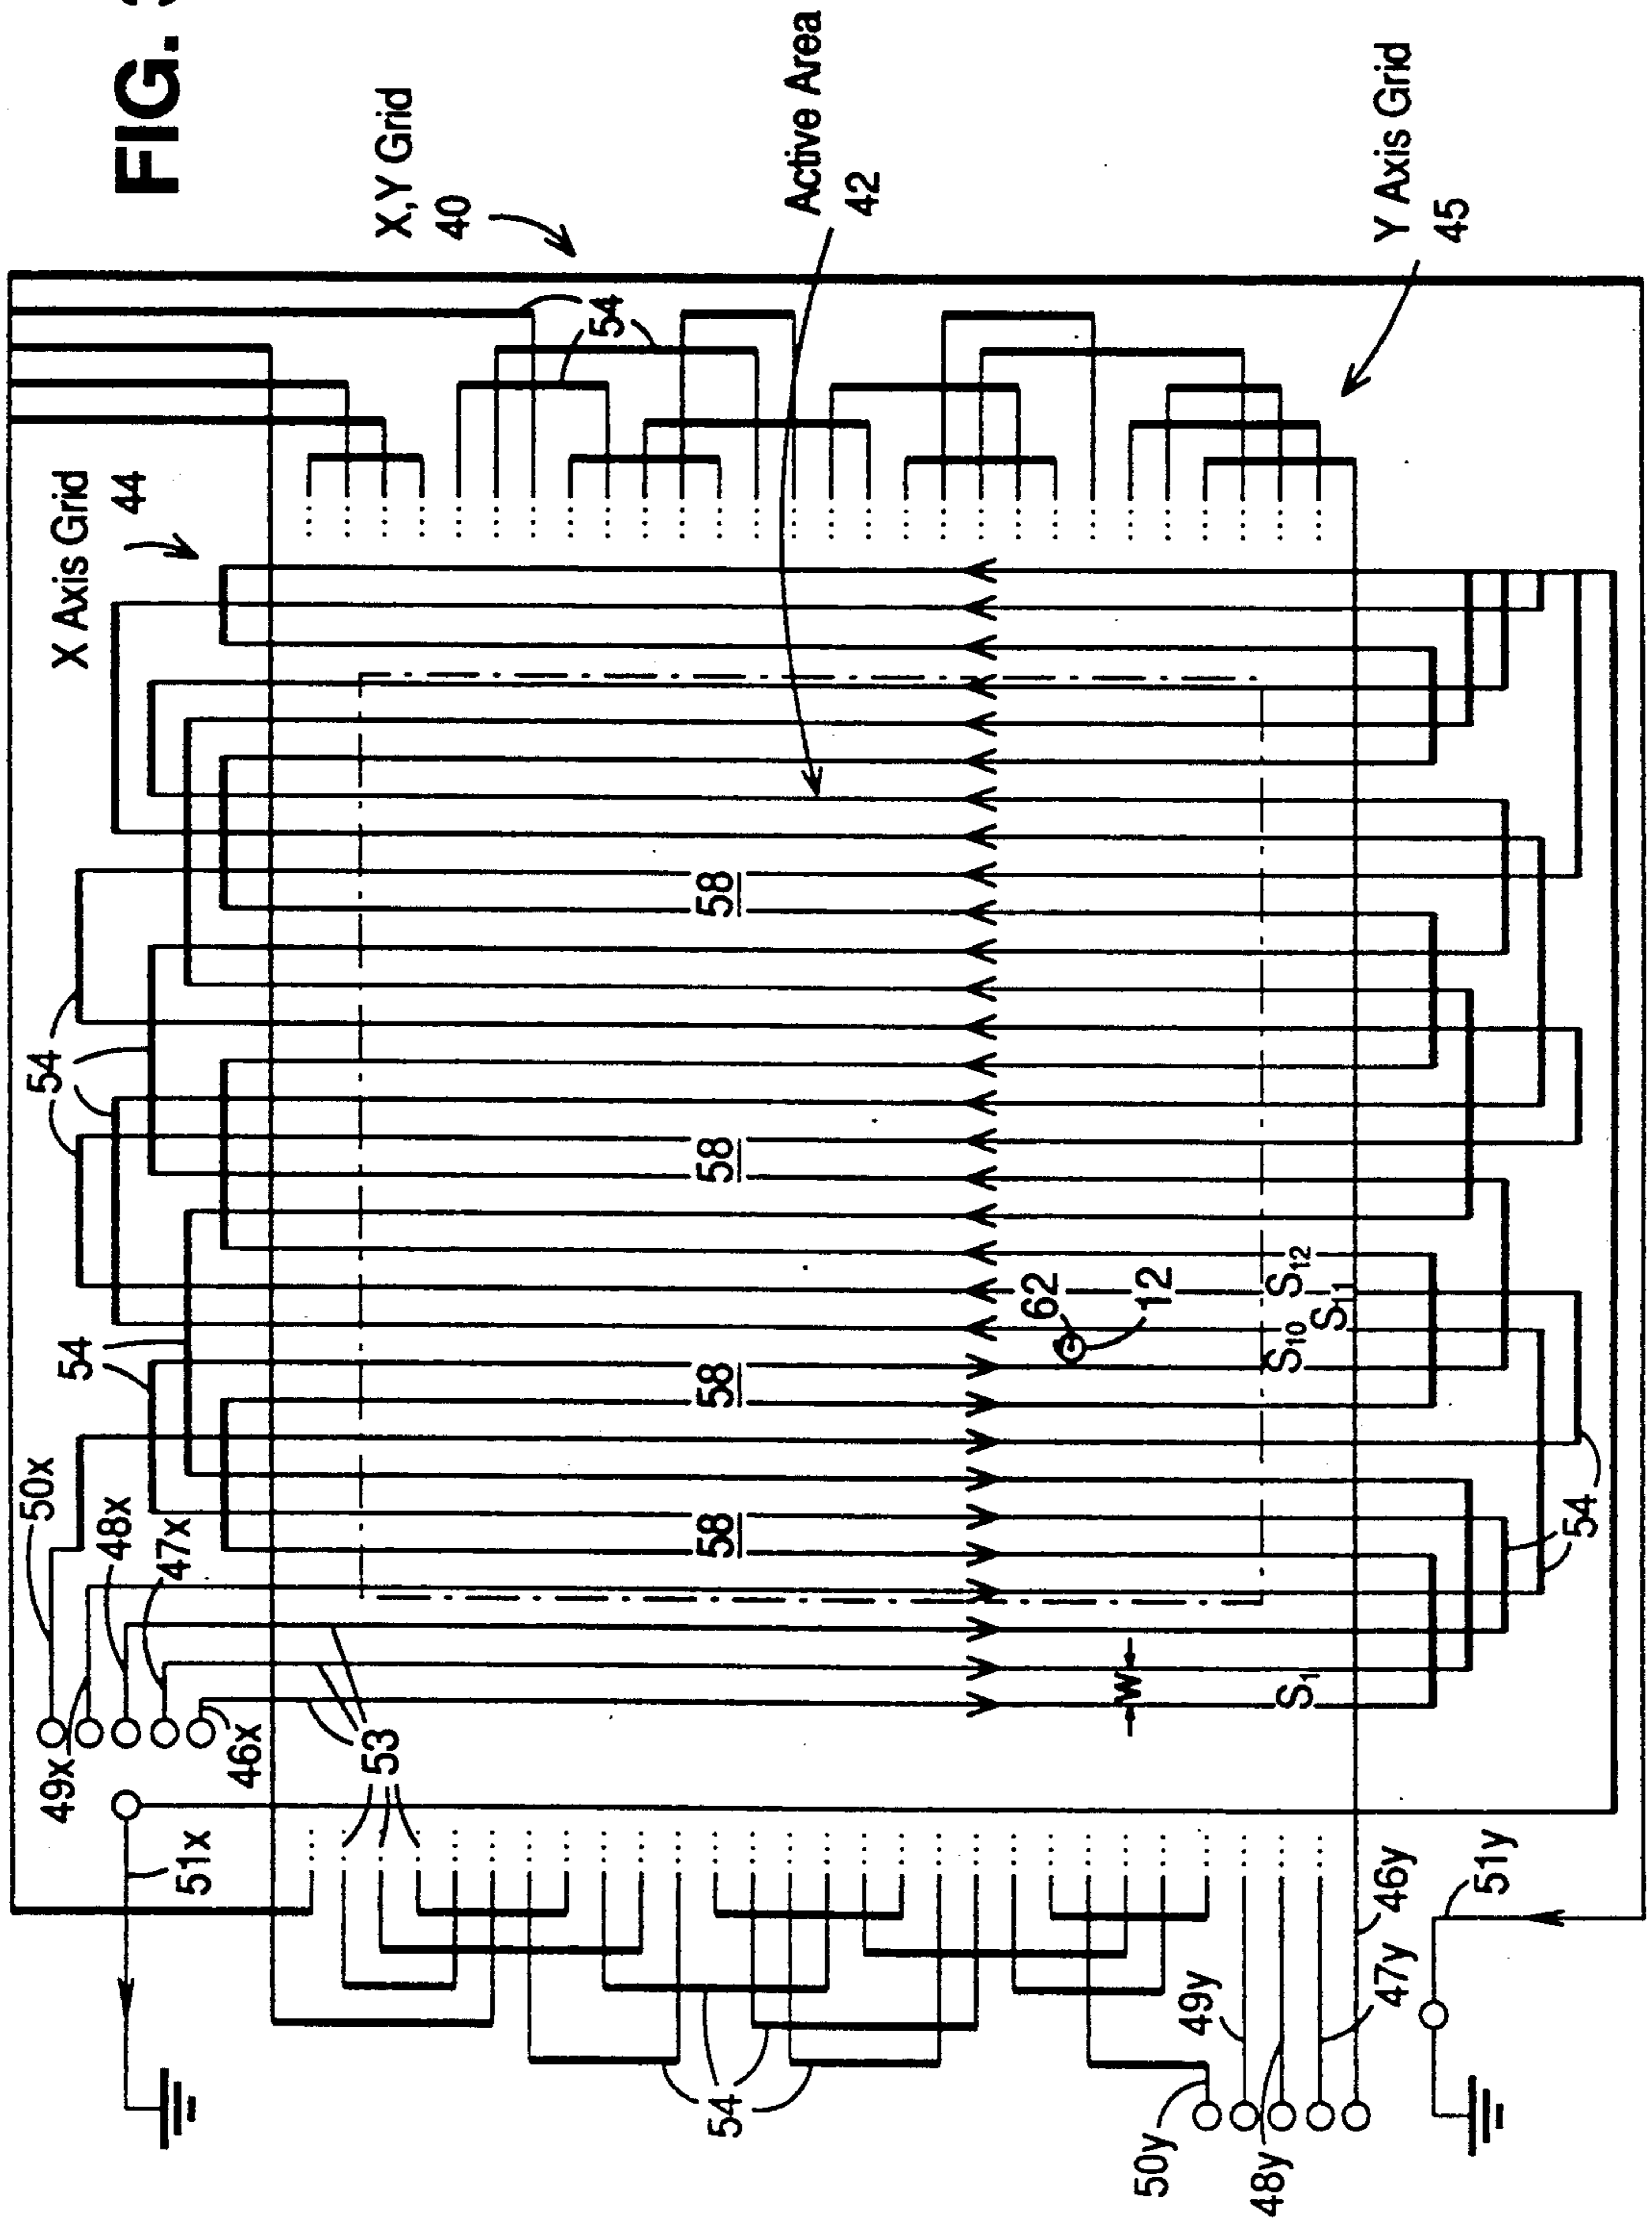 FIG.
X,Y Grid
40
Active Area
42
Y Axis Grid
45
X Axis Grid
44
54
54
54
50x
48x
47x
49x
46x
51x
53
58
58
58
58
62
12
S₁₂
S₁₁
S₁₀
W
S₁
54
54
50y
49y
48y
47y
46y
51y